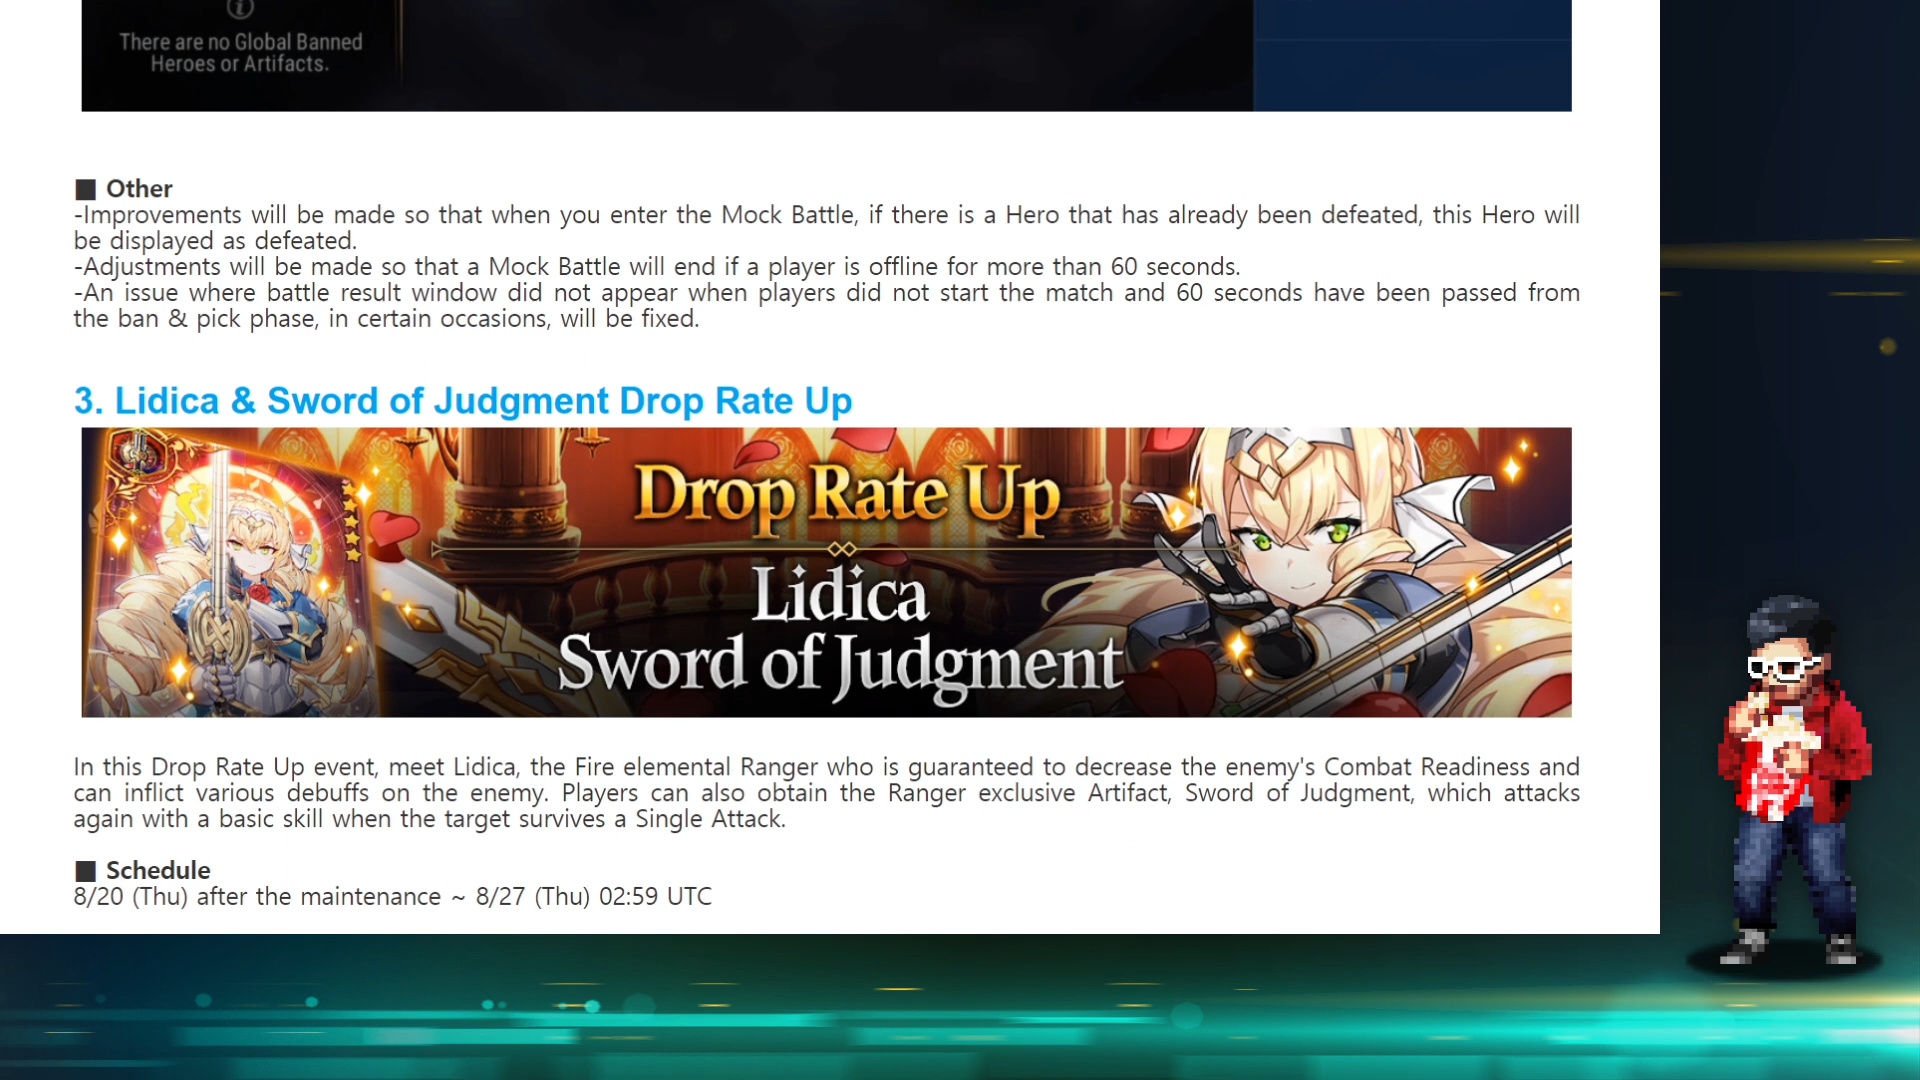 There are no Global Banned
Heroes or Artifacts.
■ Other
-Improvements will be made so that when you enter the Mock Battle, if there is a Hero that has already been defeated, this Hero will
be displayed as defeated.
-Adjustments will be made so that a Mock Battle will end if a player is offline for more than 60 seconds.
-An issue where battle result window did not appear when players did not start the match and 60 seconds have been passed from
the ban & pick phase, in certain occasions, will be fixed.
3. Lidica & Sword of Judgment Drop Rate Up
Drop Rate Up
Lidica
Sword of Judgment
In this Drop Rate Up event, meet Lidica, the Fire elemental Ranger who is guaranteed to decrease the enemy's Combat Readiness and
can inflict various debuffs on the enemy. Players can also obtain the Ranger exclusive Artifact, Sword of Judgment, which attacks
again with a basic skill when the target survives a Single Attack.
■ Schedule
8/20 (Thu) after the maintenance ~ 8/27 (Thu) 02:59 UTC